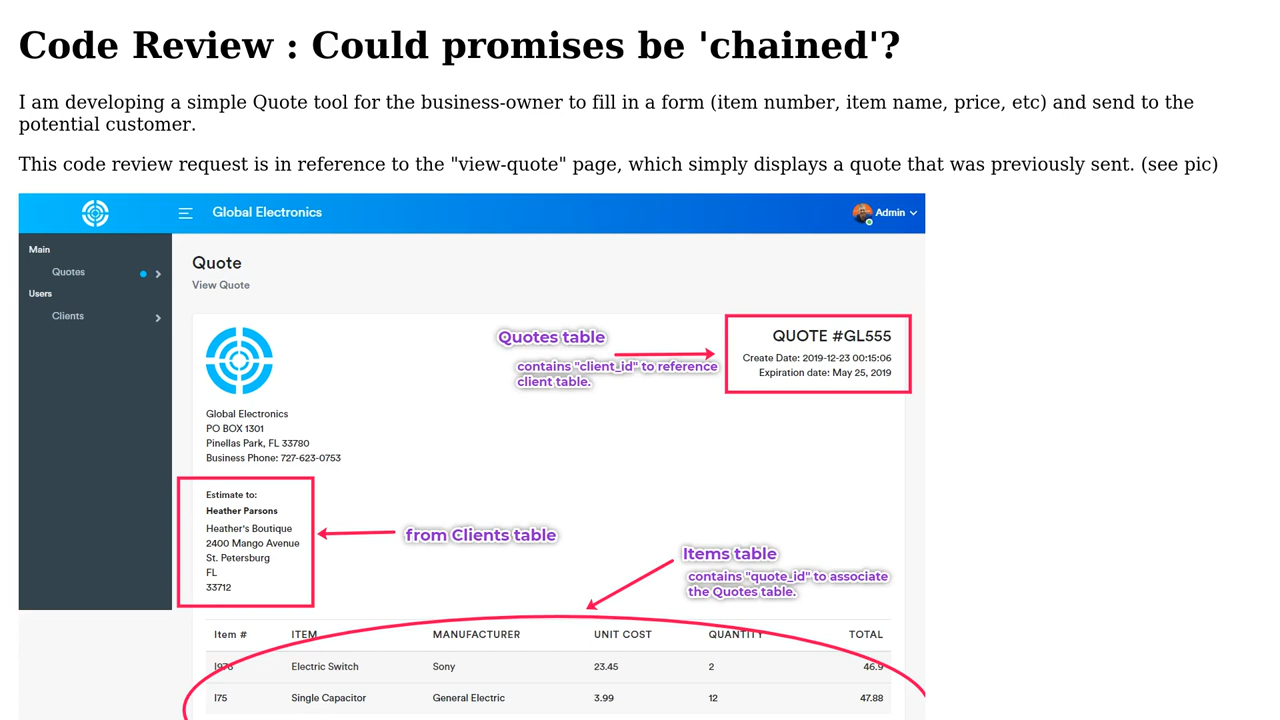 Code Review : Could promises be 'chained'?
I am developing a simple Quote tool for the business-owner to fill in a form (item number, item name, price, etc) and send to the
potential customer.
This code review request is in reference to the "view-quote" page, which simply displays a quote that was previously sent. (see pic)
Global Electronics
Admin
Main
Quotes
Users
Clients
Quote
View Quote
Quotes table
contains "client_id" to reference
client table.
QUOTE #GL555
Create Date: 2019-12-23 00:15:06
Expiration date: May 25, 2019
Global Electronics
PO BOX 1301
Pinellas Park, FL 33780
Business Phone: 727-623-0753
Estimate to:
Heather Parsons
Heather's Boutique
2400 Mango Avenue
St. Petersburg
FL
33712
from Clients table
Items table
contains "quote_id" to associate
the Quotes table.
Item # ITEM MANUFACTURER UNIT COST QUANTITY TOTAL
Electric Switch Sony 23.45 2 46.9
I75 Single Capacitor General Electric 3.99 12 47.88